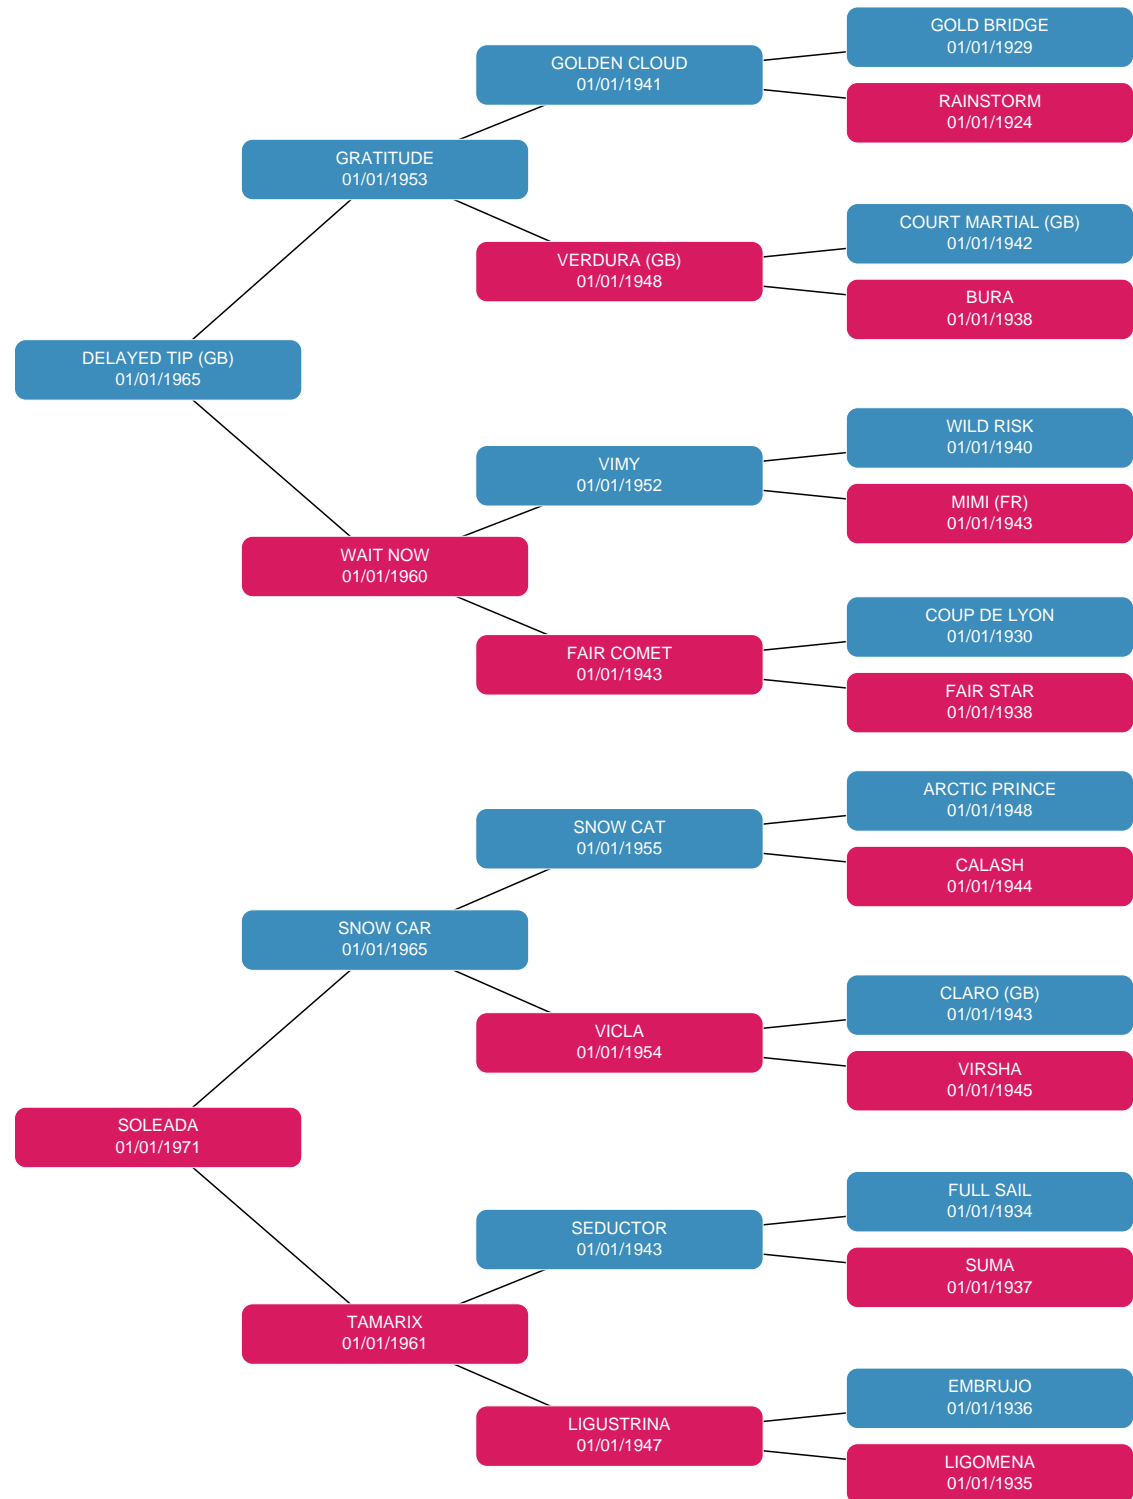 GOLD BRIDGE
01/01/1929
GOLDEN CLOUD
01/01/1941
RAINSTORM
01/01/1924
GRATITUDE
01/01/1953
COURT MARTIAL (GB)
01/01/1942
VERDURA (GB)
01/01/1948
BURA
01/01/1938
DELAYED TIP (GB)
01/01/1965
WILD RISK
01/01/1940
VIMY
01/01/1952
MIMI (FR)
01/01/1943
WAIT NOW
01/01/1960
COUP DE LYON
01/01/1930
FAIR COMET
01/01/1943
FAIR STAR
01/01/1938
ARCTIC PRINCE
01/01/1948
SNOW CAT
01/01/1955
CALASH
01/01/1944
SNOW CAR
01/01/1965
CLARO (GB)
01/01/1943
VICLA
01/01/1954
VIRSHA
01/01/1945
SOLEADA
01/01/1971
FULL SAIL
01/01/1934
SEDUCTOR
01/01/1943
SUMA
01/01/1937
TAMARIX
01/01/1961
EMBRUJO
01/01/1936
LIGUSTRINA
01/01/1947
LIGOMENA
01/01/1935